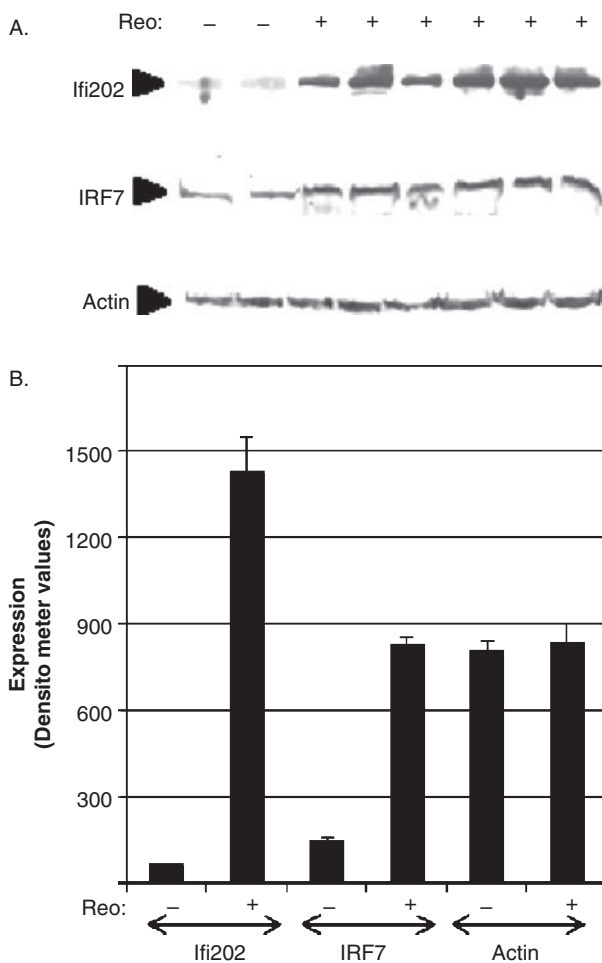 A.
Reo: – – + + + + + +
Ifi202
IRF7
Actin
B.
Expression
(Densito meter values)
1500
1200
900
600
300
Reo: – + – + – +
Ifi202 IRF7 Actin